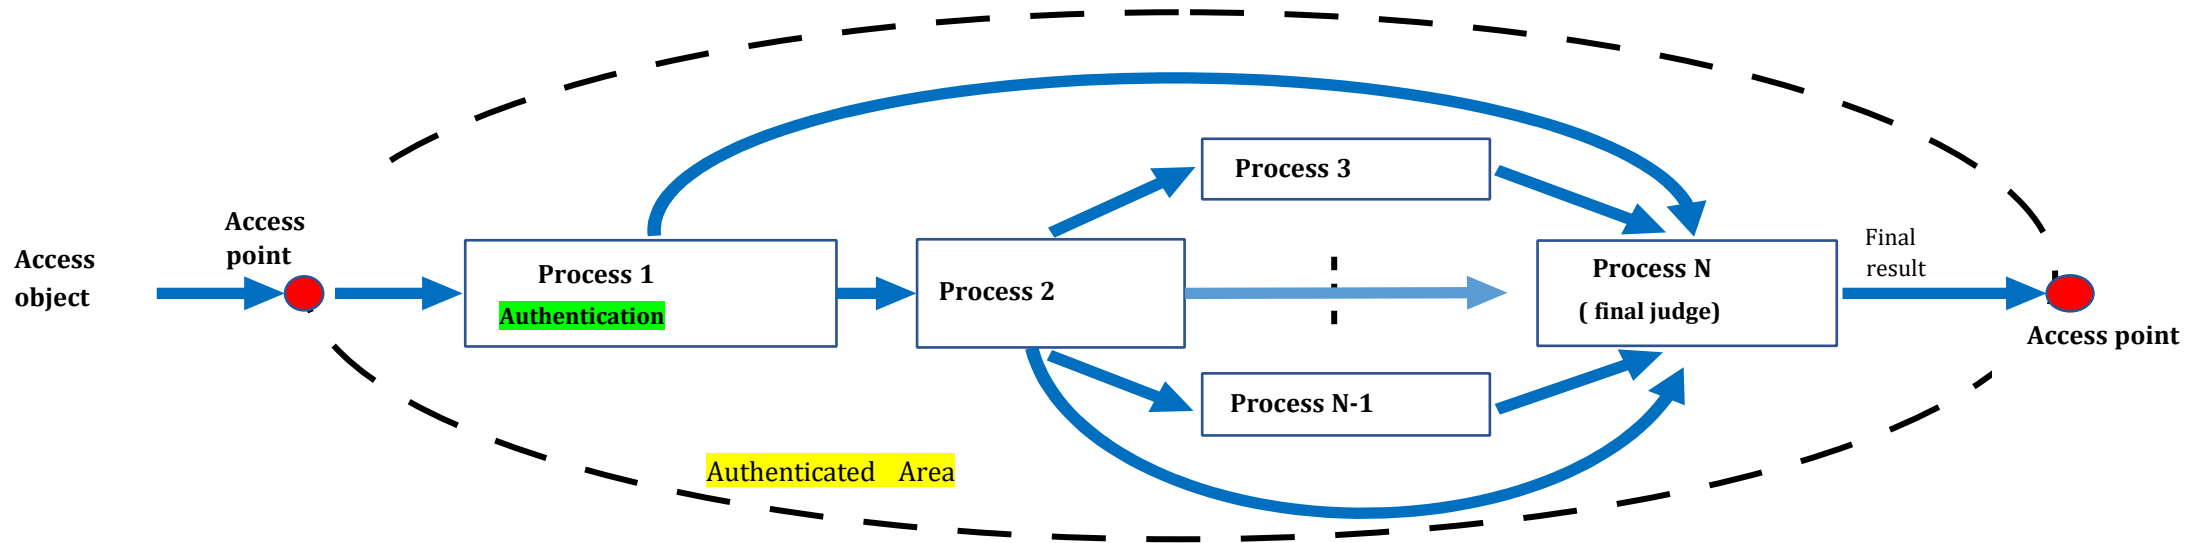 Access
object
Access
point
Process 1
Authentication
Process 2
Process 3
Process N-1
Process N
( final judge)
Final
result
Access point
Authenticated Area